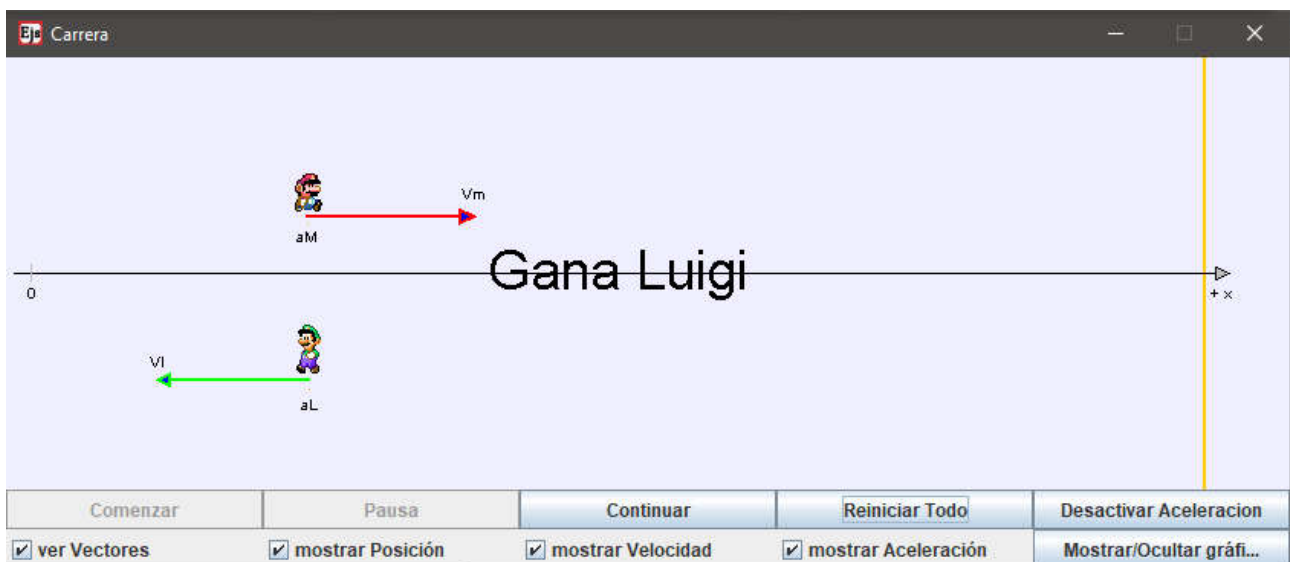 Ejs Carrera
Vm
aM
Gana Luigi
0
+ x
Vl
aL
Comenzar Pausa Continuar Reiniciar Todo Desactivar Aceleracion
ver Vectores mostrar Posición mostrar Velocidad mostrar Aceleración Mostrar/Ocultar gráfi...